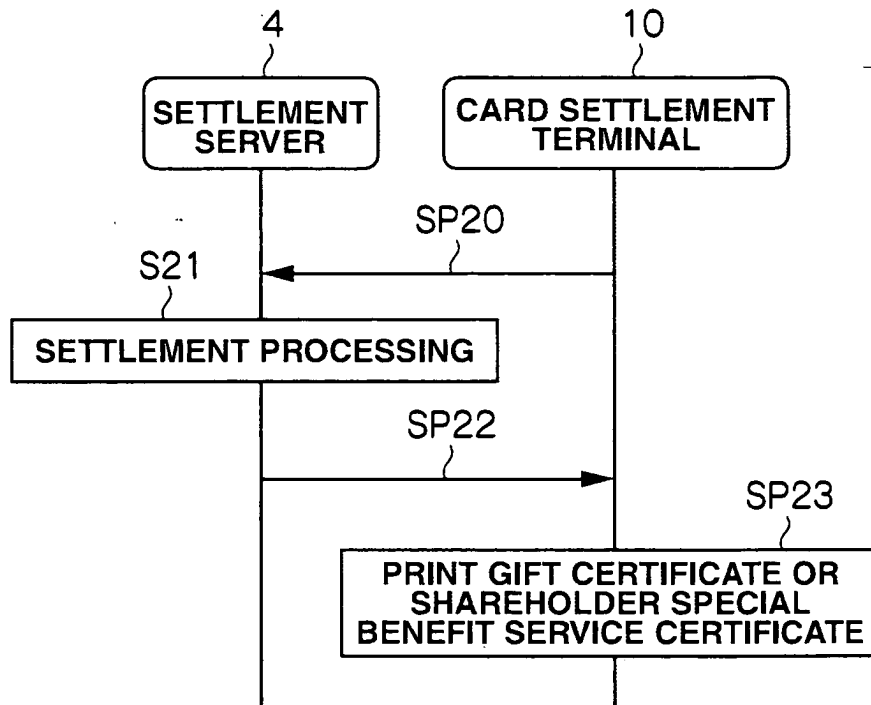 4
10
SETTLEMENT
SERVER
CARD SETTLEMENT
TERMINAL
SP20
S21
SETTLEMENT PROCESSING
SP22
SP23
PRINT GIFT CERTIFICATE OR
SHAREHOLDER SPECIAL
BENEFIT SERVICE CERTIFICATE